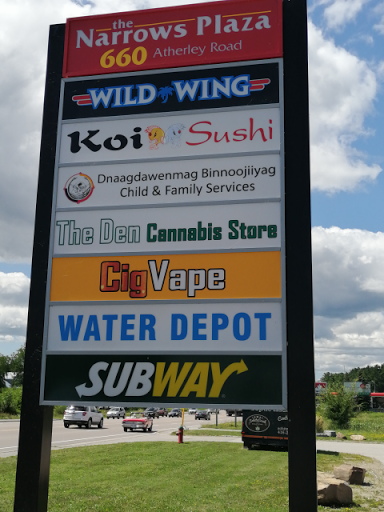 the
Narrows Plaza
660 Atherley Road
WILD WING
Koi Sushi
Dnaagdawenmag Binnoojiiyag
Child & Family Services
The Den Cannabis Store
CigVape
WATER DEPOT
SUBWAY